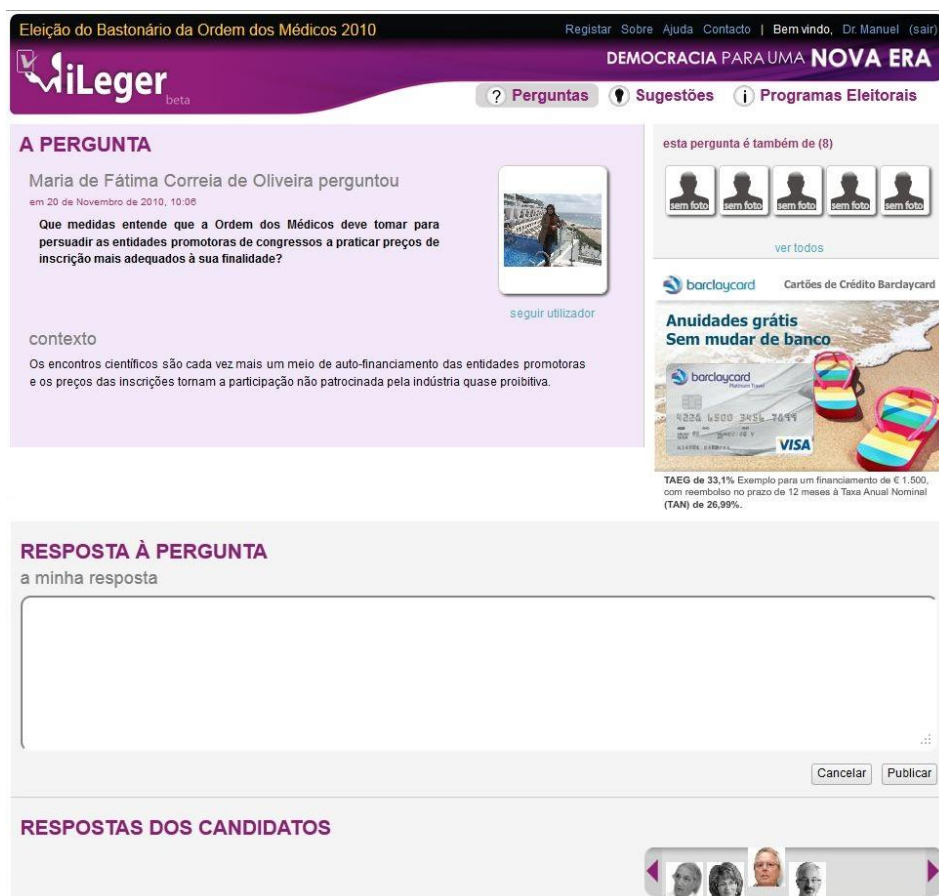 Eleição do Bastonário da Ordem dos Médicos 2010
Registar Sobre Ajuda Contacto | Bem vindo, Dr. Manuel (sair)
iLeger
beta
DEMOCRACIA PARA UMA NOVA ERA
? Perguntas Sugestões i Programas Eleitorais
A PERGUNTA
Maria de Fátima Correia de Oliveira perguntou
em 20 de Novembro de 2010, 10:06
Que medidas entende que a Ordem dos Médicos deve tomar para
persuadir as entidades promotoras de congressos a praticar preços de
inscrição mais adequados à sua finalidade?
seguir utilizador
contexto
Os encontros científicos são cada vez mais um meio de auto-financiamento das entidades promotoras
e os preços das inscrições tornam a participação não patrocinada pela indústria quase proibitiva.
esta pergunta é também de (8)
sem foto sem foto sem foto sem foto sem foto
ver todos
barclaycard Cartões de Crédito Barclaycard
Anuidades grátis
Sem mudar de banco
barclaycard
Platinum Travel
VISA
TAEG de 33,1% Exemplo para um financiamento de € 1.500,
com reembolso no prazo de 12 meses à Taxa Anual Nominal
(TAN) de 26,99%.
RESPOSTA À PERGUNTA
a minha resposta
Cancelar Publicar
RESPOSTAS DOS CANDIDATOS